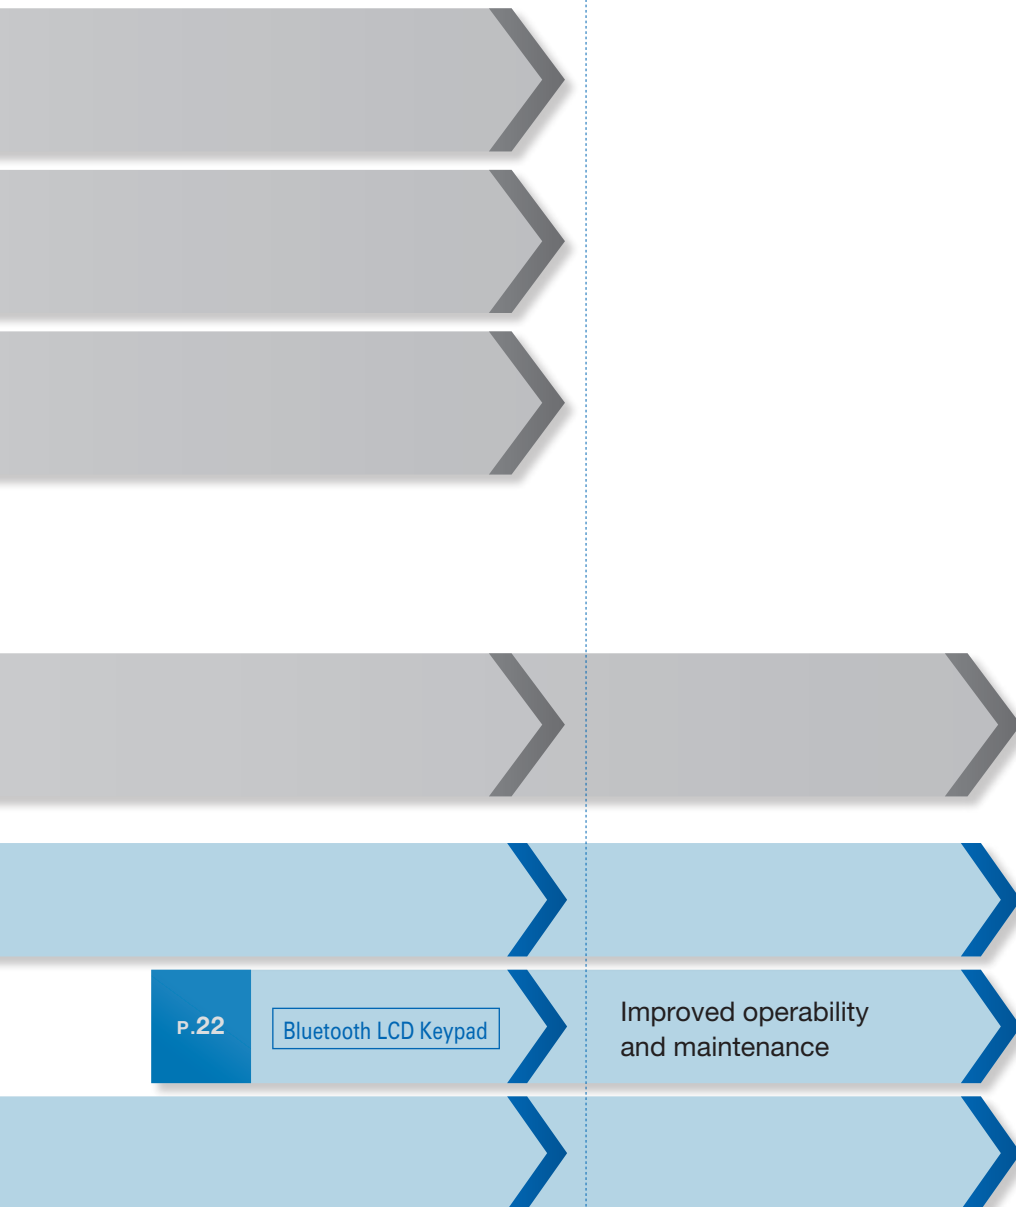 P.22
Bluetooth LCD Keypad
Improved operability
and maintenance